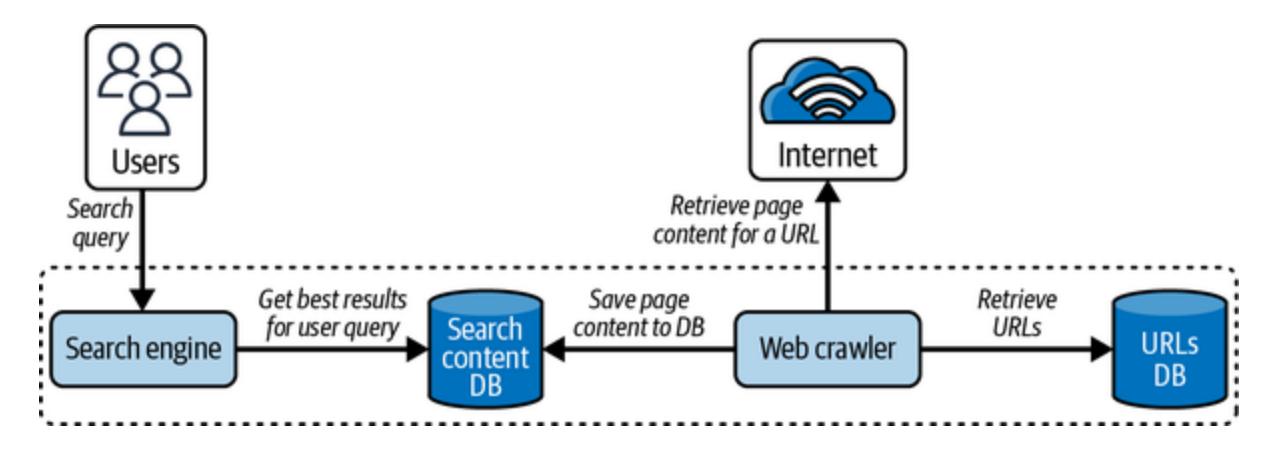 Users
Internet
Search
query
Retrieve page
content for a URL
Search engine
Get best results
for user query
Search
content
DB
Save page
content to DB
Web crawler
Retrieve
URLs
URLs
DB